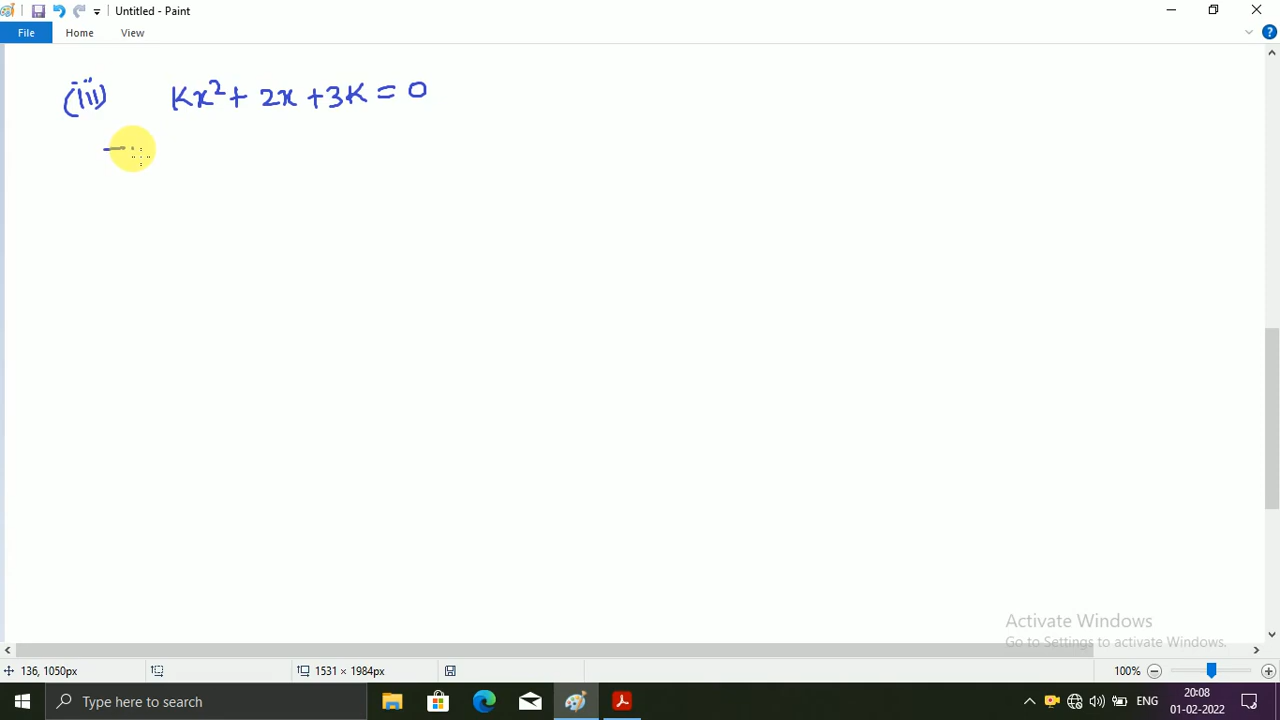 Untitled - Paint
File Home View
(iii) Kx²+ 2x +3K = 0
Activate Windows
Go to Settings to activate Windows.
136, 1050px 1531 × 1984px 100%
Type here to search
ENG
20:08
01-02-2022